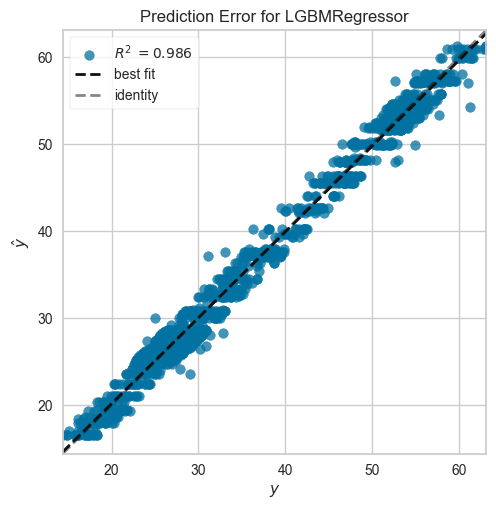 Prediction Error for LGBMRegressor
R² = 0.986
best fit
identity
60
50
40
30
20
ŷ
20 30 40 50 60
y